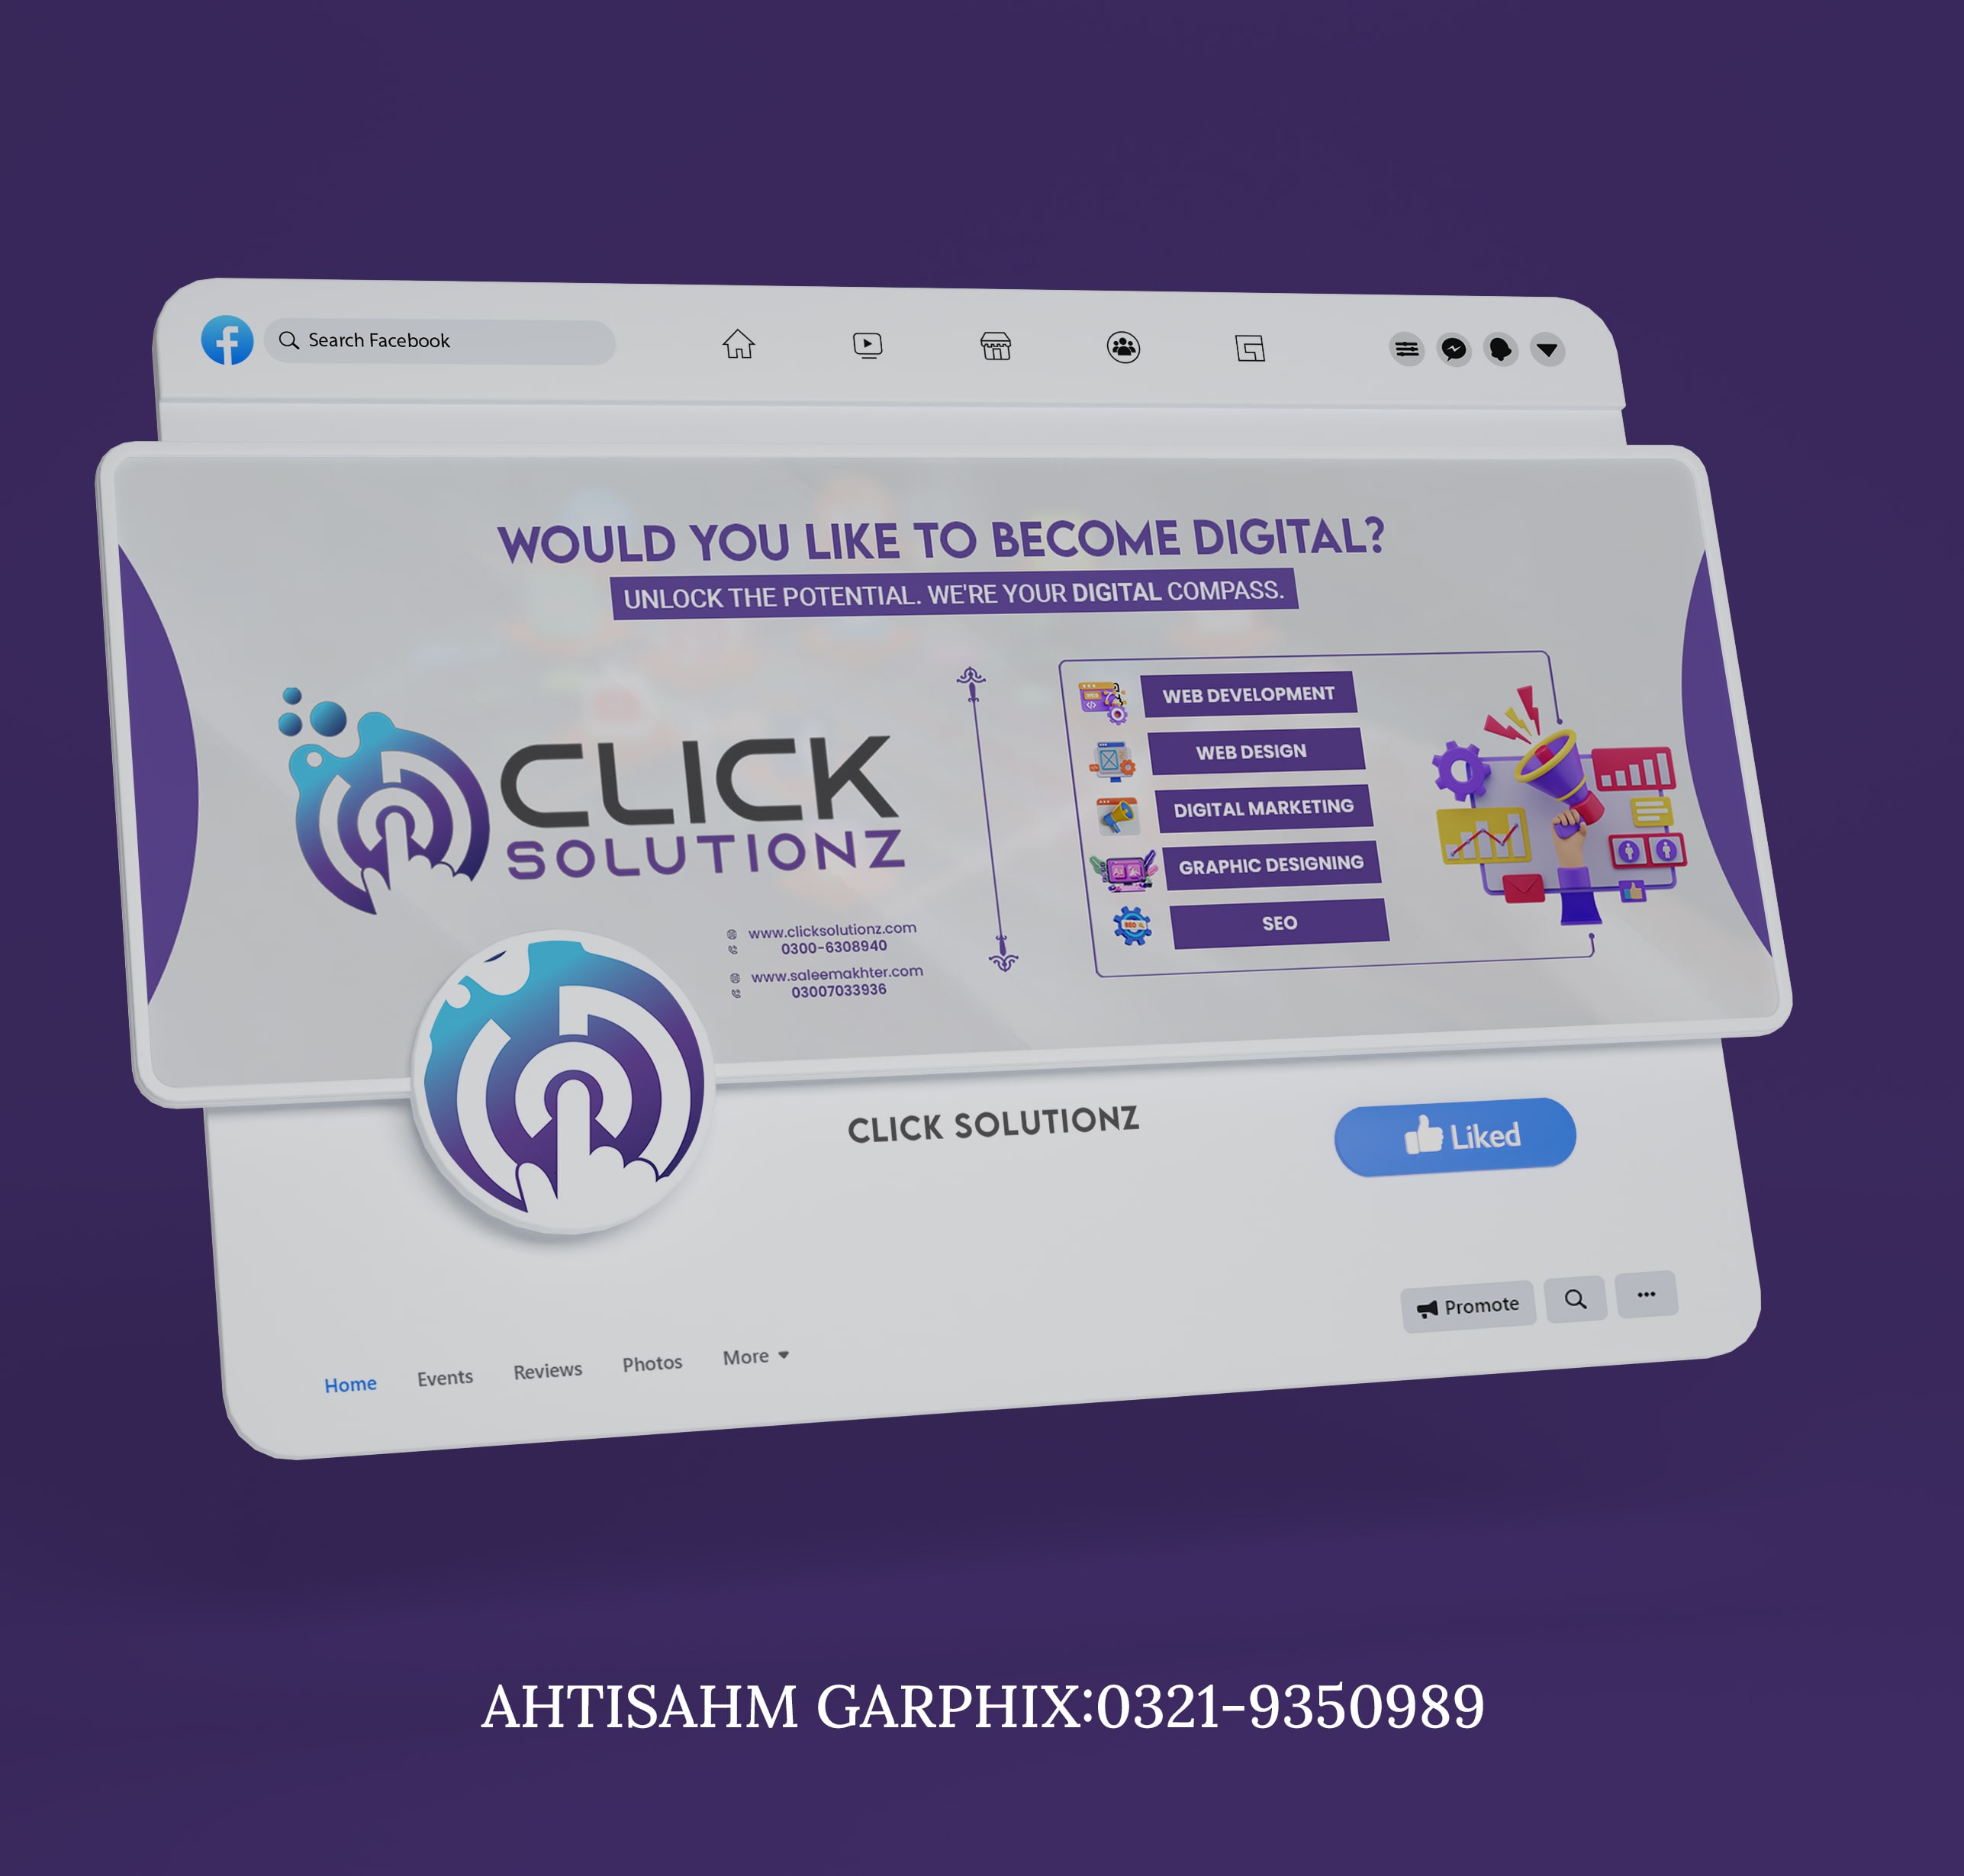 Search Facebook
WOULD YOU LIKE TO BECOME DIGITAL?
UNLOCK THE POTENTIAL. WE'RE YOUR DIGITAL COMPASS.
CLICK
SOLUTIONZ
www.clicksolutionz.com
0300-6308940
www.saleemakhter.com
03007033936
WEB DEVELOPMENT
WEB DESIGN
DIGITAL MARKETING
GRAPHIC DESIGNING
SEO
CLICK SOLUTIONZ
Liked
Promote
Home Events Reviews Photos More
AHTISAHM GARPHIX:0321-9350989